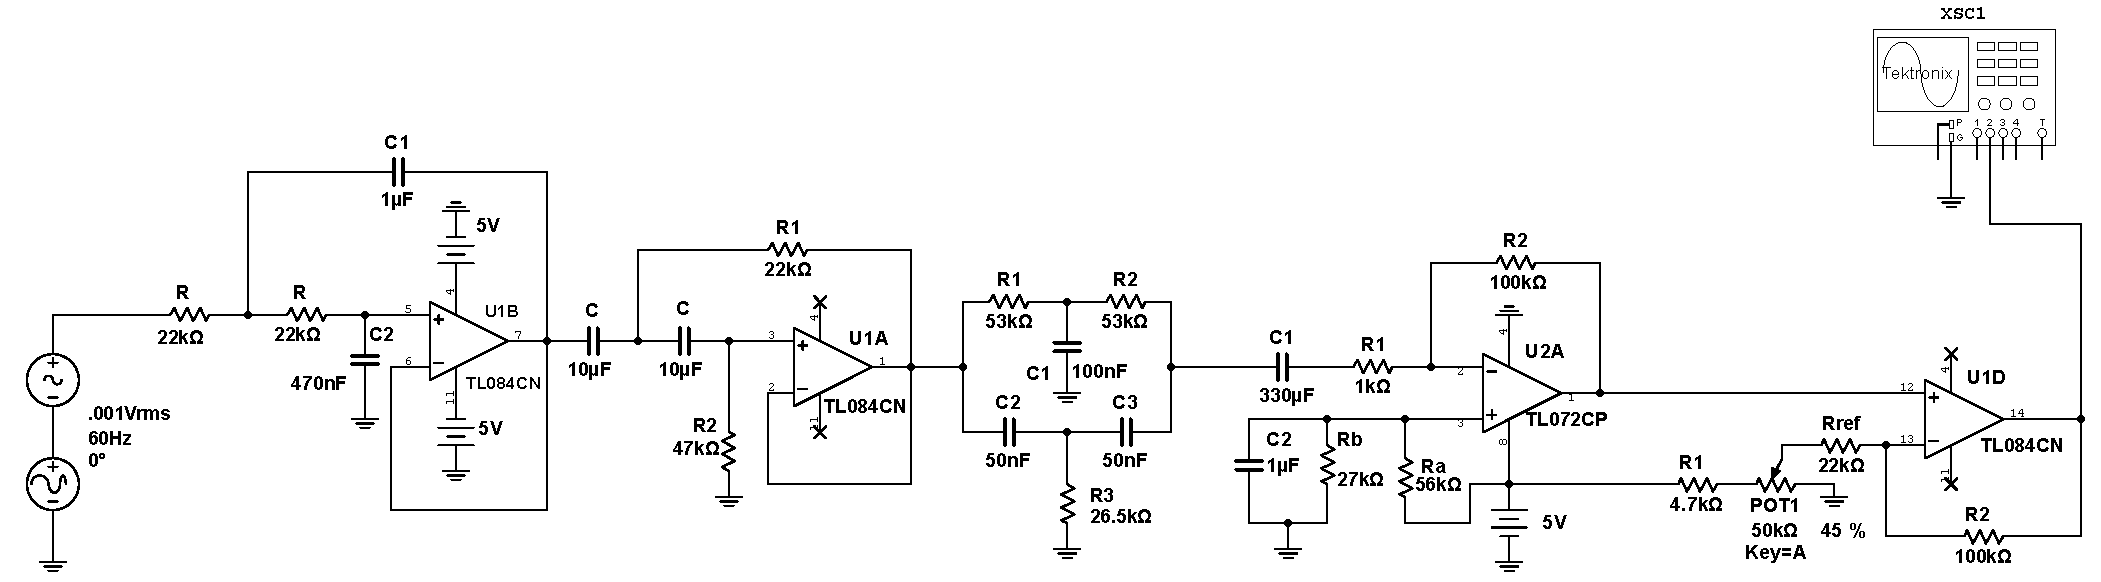 XSC1
Tektronix
P
G
1 2 3 4 T
C1
1µF
5V
R
22kΩ
R
22kΩ
C2
470nF
4
5
6
7
11
U1B
TL084CN
5V
.001Vrms
60Hz
0°
C
10µF
C
10µF
R1
22kΩ
R2
47kΩ
3
2
4
11
1
U1A
TL084CN
R1
53kΩ
R2
53kΩ
C1
100nF
C2
50nF
C3
50nF
R3
26.5kΩ
C1
330µF
R1
1kΩ
R2
100kΩ
4
2
3
8
1
U2A
TL072CP
C2
1µF
Rb
27kΩ
Ra
56kΩ
5V
R1
4.7kΩ
POT1
50kΩ
Key=A
45 %
Rref
22kΩ
12
13
4
11
14
U1D
TL084CN
R2
100kΩ